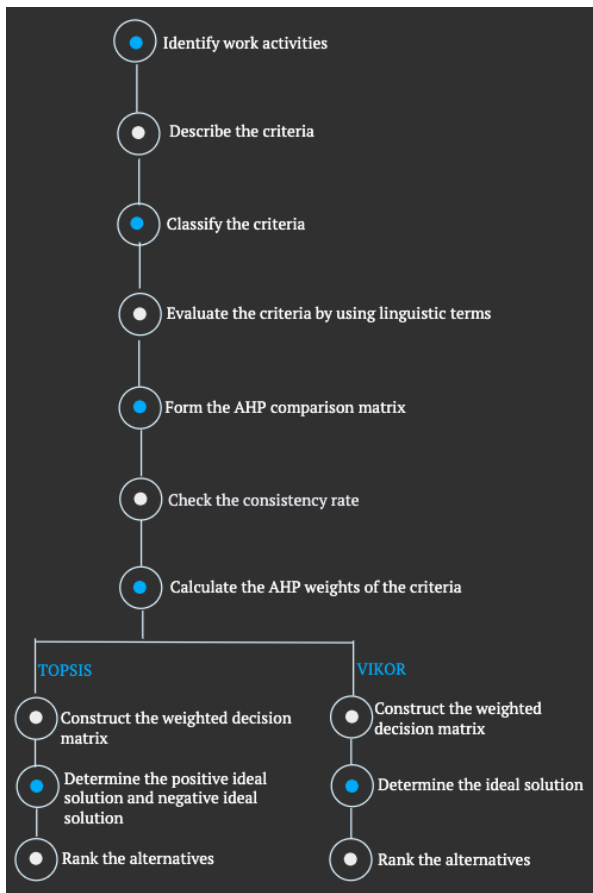 Identify work activities
Describe the criteria
Classify the criteria
Evaluate the criteria by using linguistic terms
Form the AHP comparison matrix
Check the consistency rate
Calculate the AHP weights of the criteria
TOPSIS
Construct the weighted decision
matrix
Determine the positive ideal
solution and negative ideal
solution
Rank the alternatives
VIKOR
Construct the weighted
decision matrix
Determine the ideal solution
Rank the alternatives